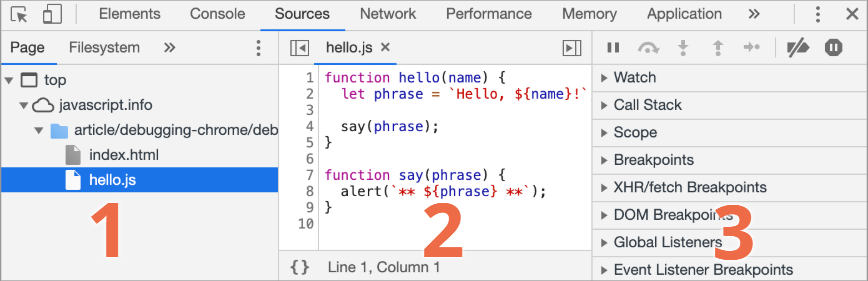 Elements Console Sources Network Performance Memory Application »
Page Filesystem »
top
javascript.info
article/debugging-chrome/deb
index.html
hello.js
1
hello.js ×
1 function hello(name) {
2 let phrase = `Hello, ${name}!`
3
4 say(phrase);
5 }
6
7 function say(phrase) {
8 alert(`** ${phrase} **`);
9 }
10
2
{} Line 1, Column 1
Watch
Call Stack
Scope
Breakpoints
XHR/fetch Breakpoints
DOM Breakpoints
Global Listeners
Event Listener Breakpoints
3